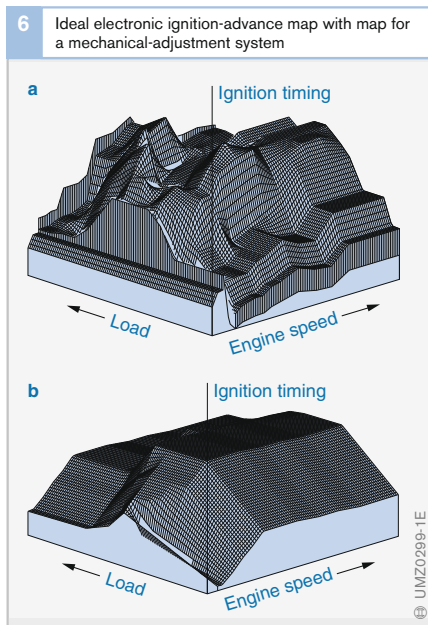 6 Ideal electronic ignition-advance map with map for
a mechanical-adjustment system
a
Ignition timing
Load
Engine speed
b
Ignition timing
Load
Engine speed
UMZ0299-1E